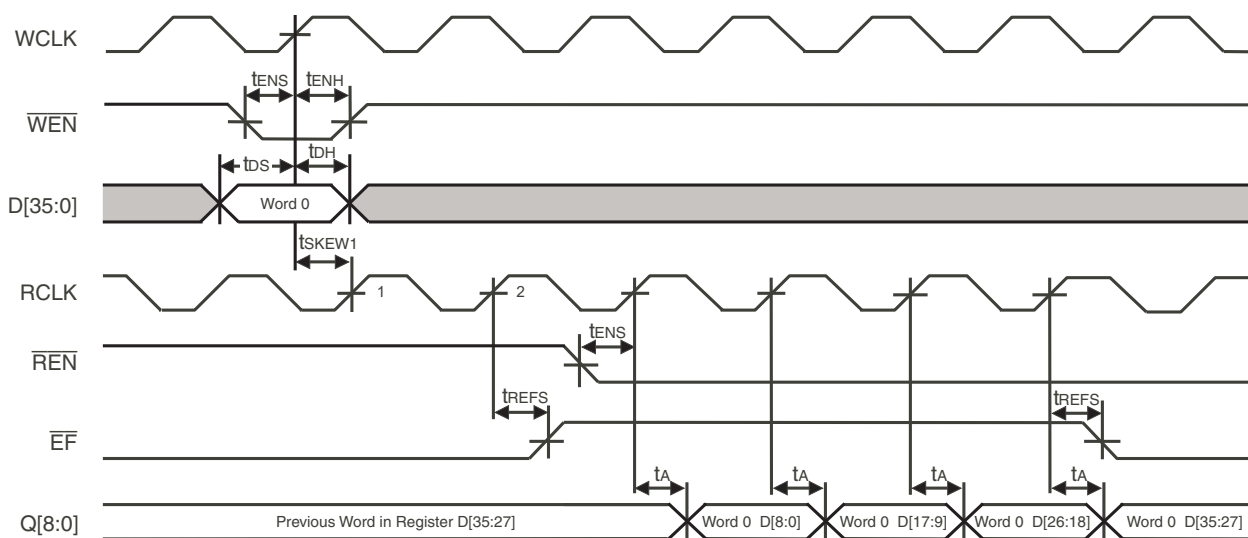 WCLK
tENS tENH
WEN
tDS tDH
D[35:0] Word 0
tSKEW1
RCLK 1 2
tENS
REN
tREFS tREFS
EF
tA tA tA tA
Q[8:0] Previous Word in Register D[35:27] Word 0 D[8:0] Word 0 D[17:9] Word 0 D[26:18] Word 0 D[35:27]